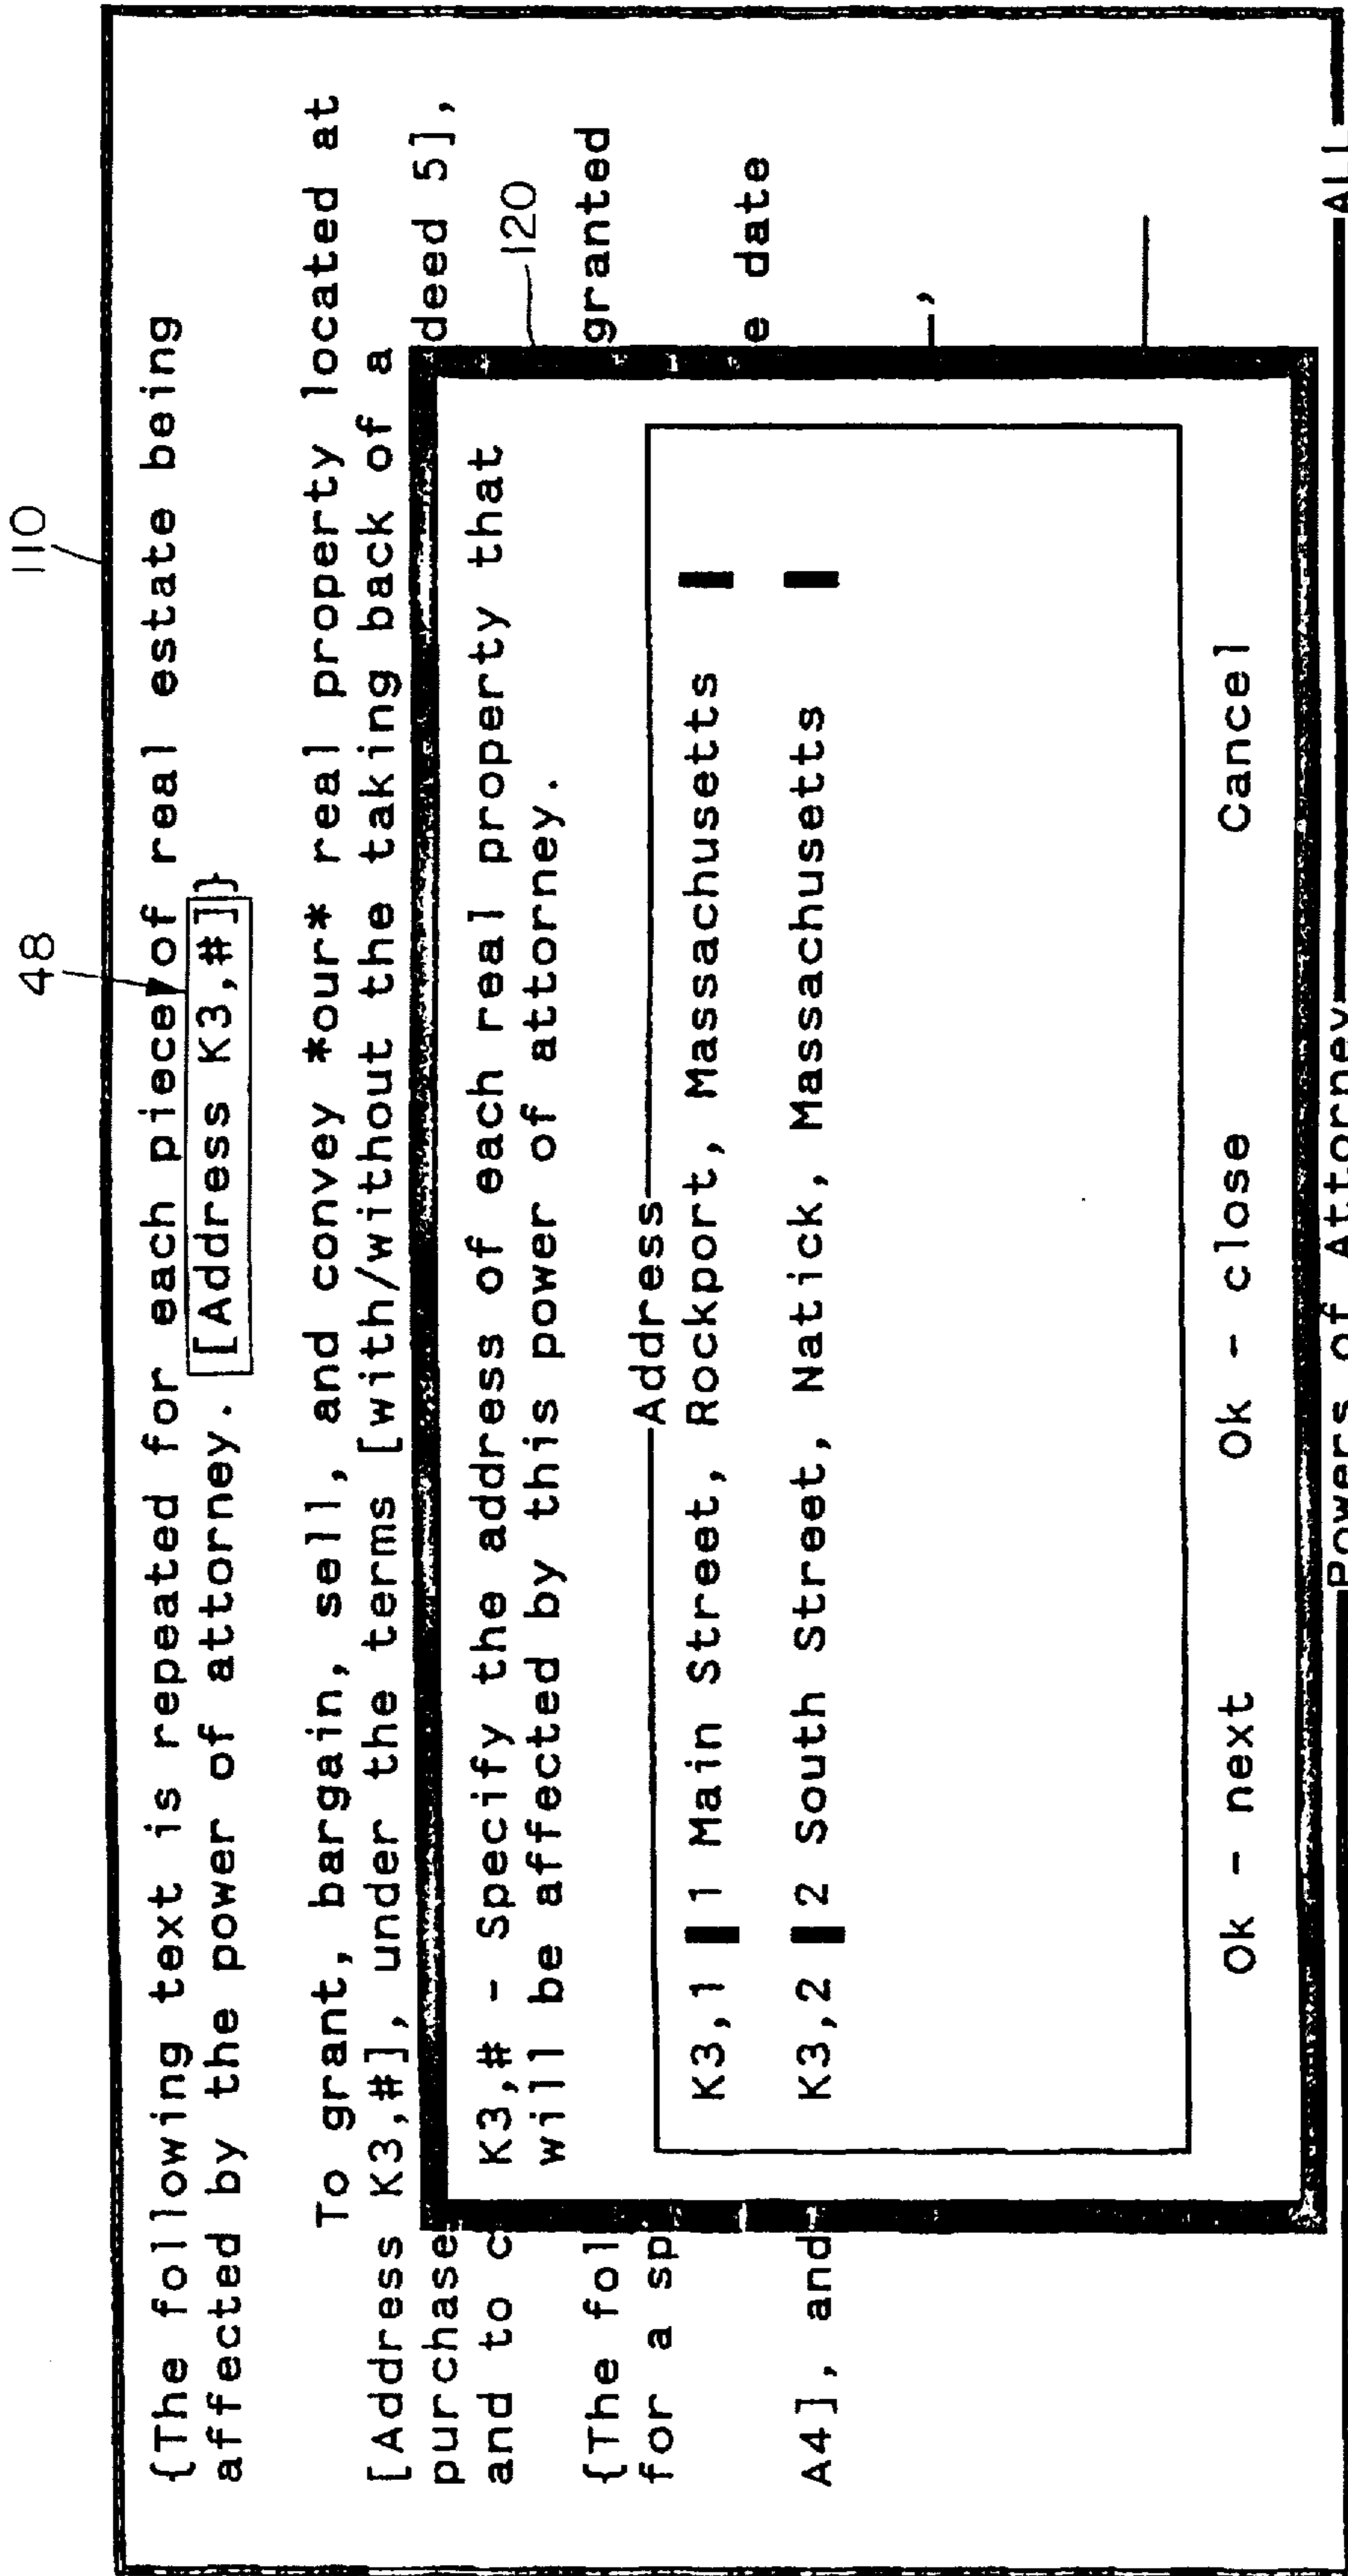 110
48
{The following text is repeated for each piece of real estate being
affected by the power of attorney. [Address K3,#]}
To grant, bargain, sell, and convey *our* real property located at
[Address K3,#], under the terms [with/without the taking back of a
purchase deed 5],
and to c
120
{The fol granted
for a sp
A4], and e date
,
K3,# - Specify the address of each real property that
will be affected by this power of attorney.
Address
K3,1 1 Main Street, Rockport, Massachusetts
K3,2 2 South Street, Natick, Massachusetts
Ok - next Ok - close Cancel
Powers of Attorney ALL